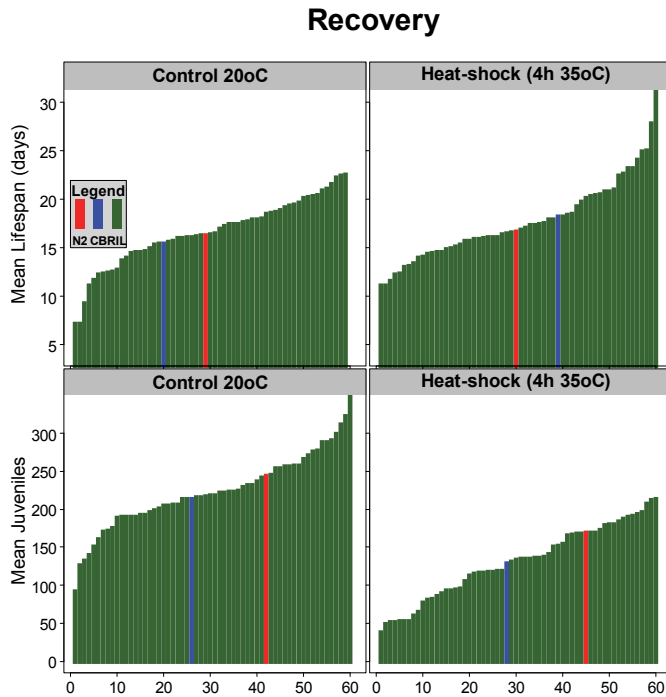 Recovery
Control 20oC
Heat-shock (4h 35oC)
Mean Lifespan (days)
30
25
20
15
10
5
Legend
N2 CBRIL
Control 20oC
Heat-shock (4h 35oC)
Mean Juveniles
300
250
200
150
100
50
0
0 10 20 30 40 50 60
0 10 20 30 40 50 60